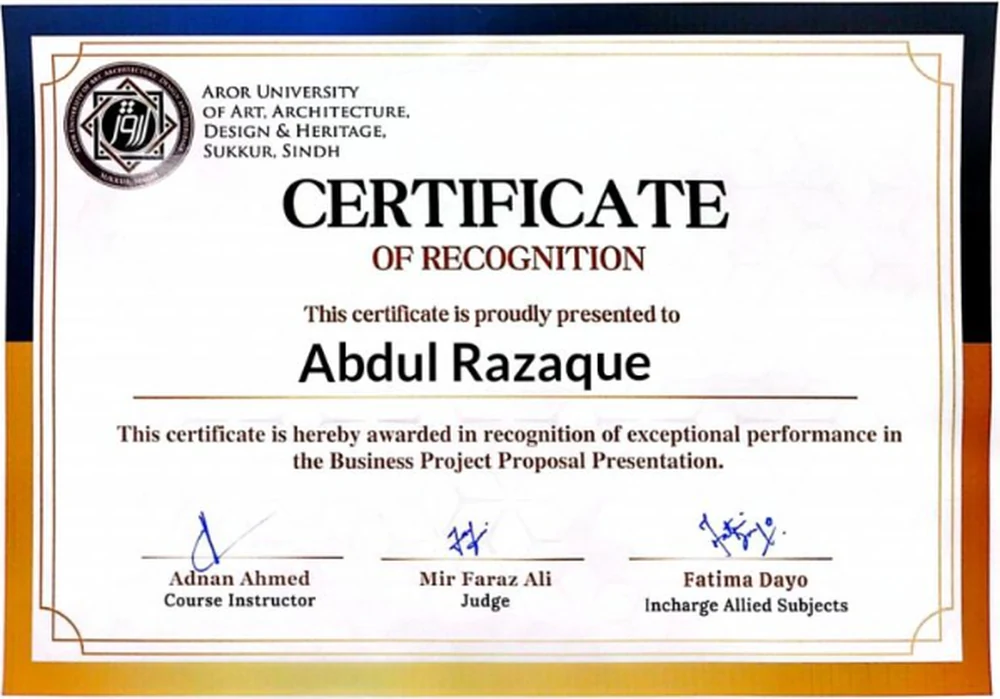 AROR UNIVERSITY
OF ART, ARCHITECTURE,
DESIGN & HERITAGE,
SUKKUR, SINDH
CERTIFICATE
OF RECOGNITION
This certificate is proudly presented to
Abdul Razaque
This certificate is hereby awarded in recognition of exceptional performance in
the Business Project Proposal Presentation.
Adnan Ahmed
Mir Faraz Ali
Fatima Dayo
Course Instructor
Judge
Incharge Allied Subjects